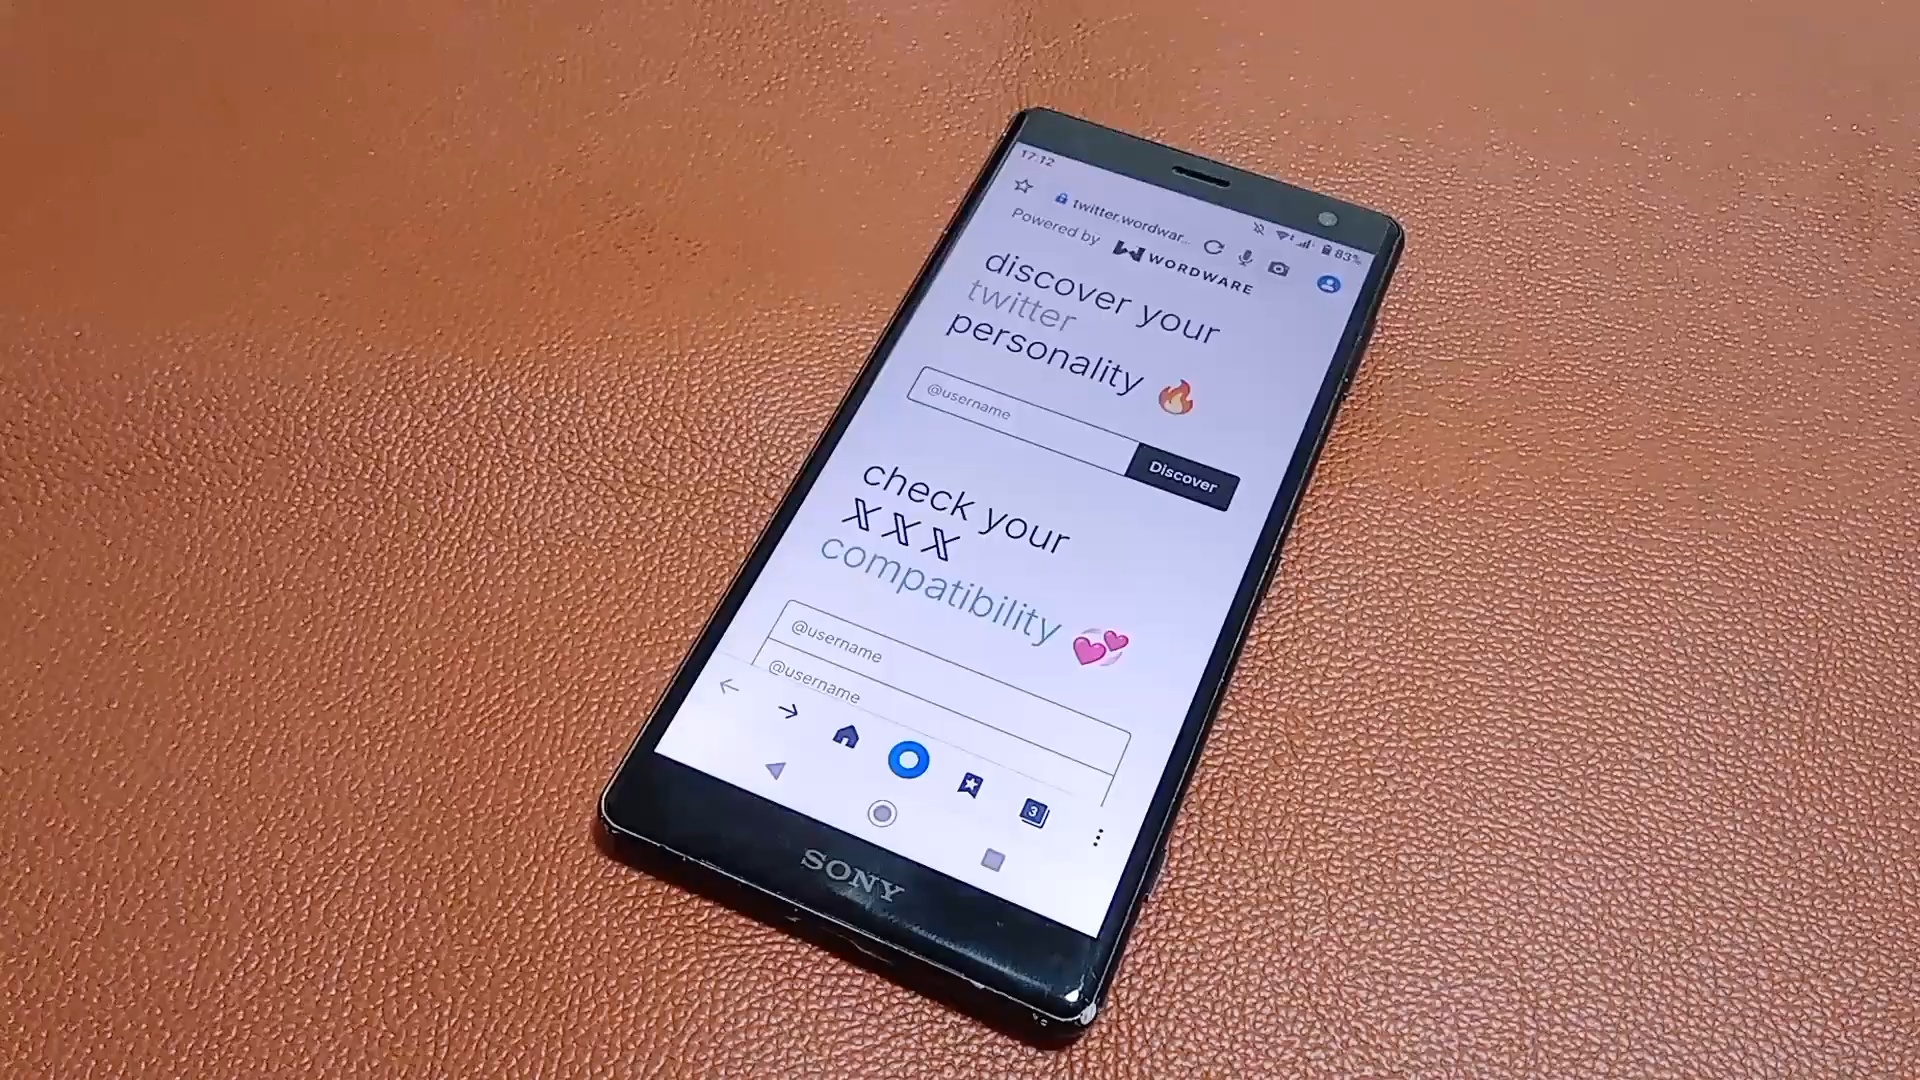 17:12
83%
twitter.wordwar...
Powered by WORDWARE
discover your
twitter
personality 🔥
@username
Discover
check your
𝕏 𝕏 𝕏
compatibility 💞
@username
@username
3
SONY